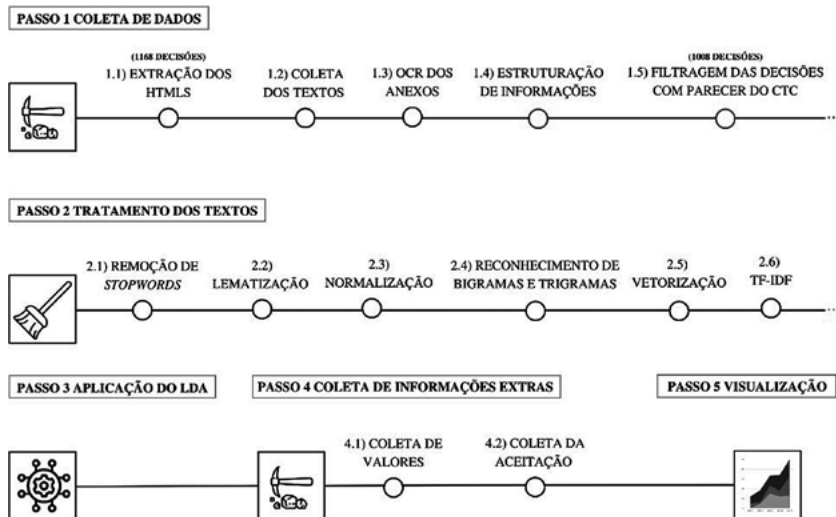 PASSO 1 COLETA DE DADOS
(1168 DECISÕES)
1.1) EXTRAÇÃO DOS
HTMLS
1.2) COLETA
DOS TEXTOS
1.3) OCR DOS
ANEXOS
1.4) ESTRUTURAÇÃO
DE INFORMAÇÕES
(1008 DECISÕES)
1.5) FILTRAGEM DAS DECISÕES
COM PARECER DO CTC
PASSO 2 TRATAMENTO DOS TEXTOS
2.1) REMOÇÃO DE
STOPWORDS
2.2)
LEMATIZAÇÃO
2.3)
NORMALIZAÇÃO
2.4) RECONHECIMENTO DE
BIGRAMAS E TRIGRAMAS
2.5)
VETORIZAÇÃO
2.6)
TF-IDF
PASSO 3 APLICAÇÃO DO LDA
PASSO 4 COLETA DE INFORMAÇÕES EXTRAS
4.1) COLETA DE
VALORES
4.2) COLETA DA
ACEITAÇÃO
PASSO 5 VISUALIZAÇÃO